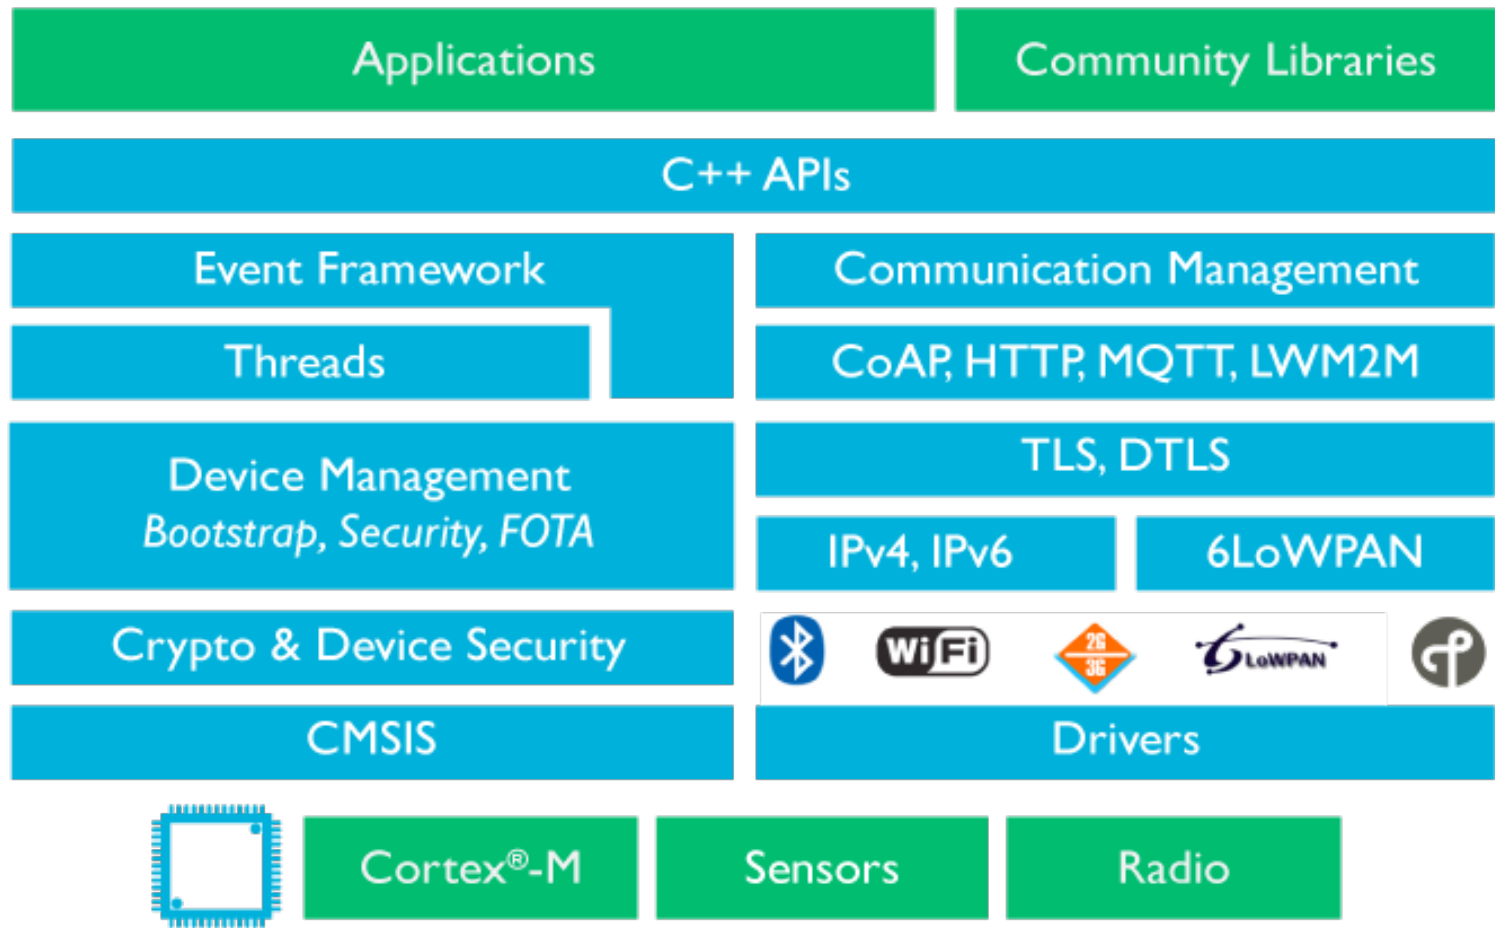 Applications
Community Libraries
C++ APIs
Event Framework
Communication Management
Threads
CoAP, HTTP, MQTT, LWM2M
Device Management
Bootstrap, Security, FOTA
TLS, DTLS
IPv4, IPv6
6LoWPAN
Crypto & Device Security
WiFi
2G
3G
6LoWPAN
CMSIS
Drivers
Cortex®-M
Sensors
Radio